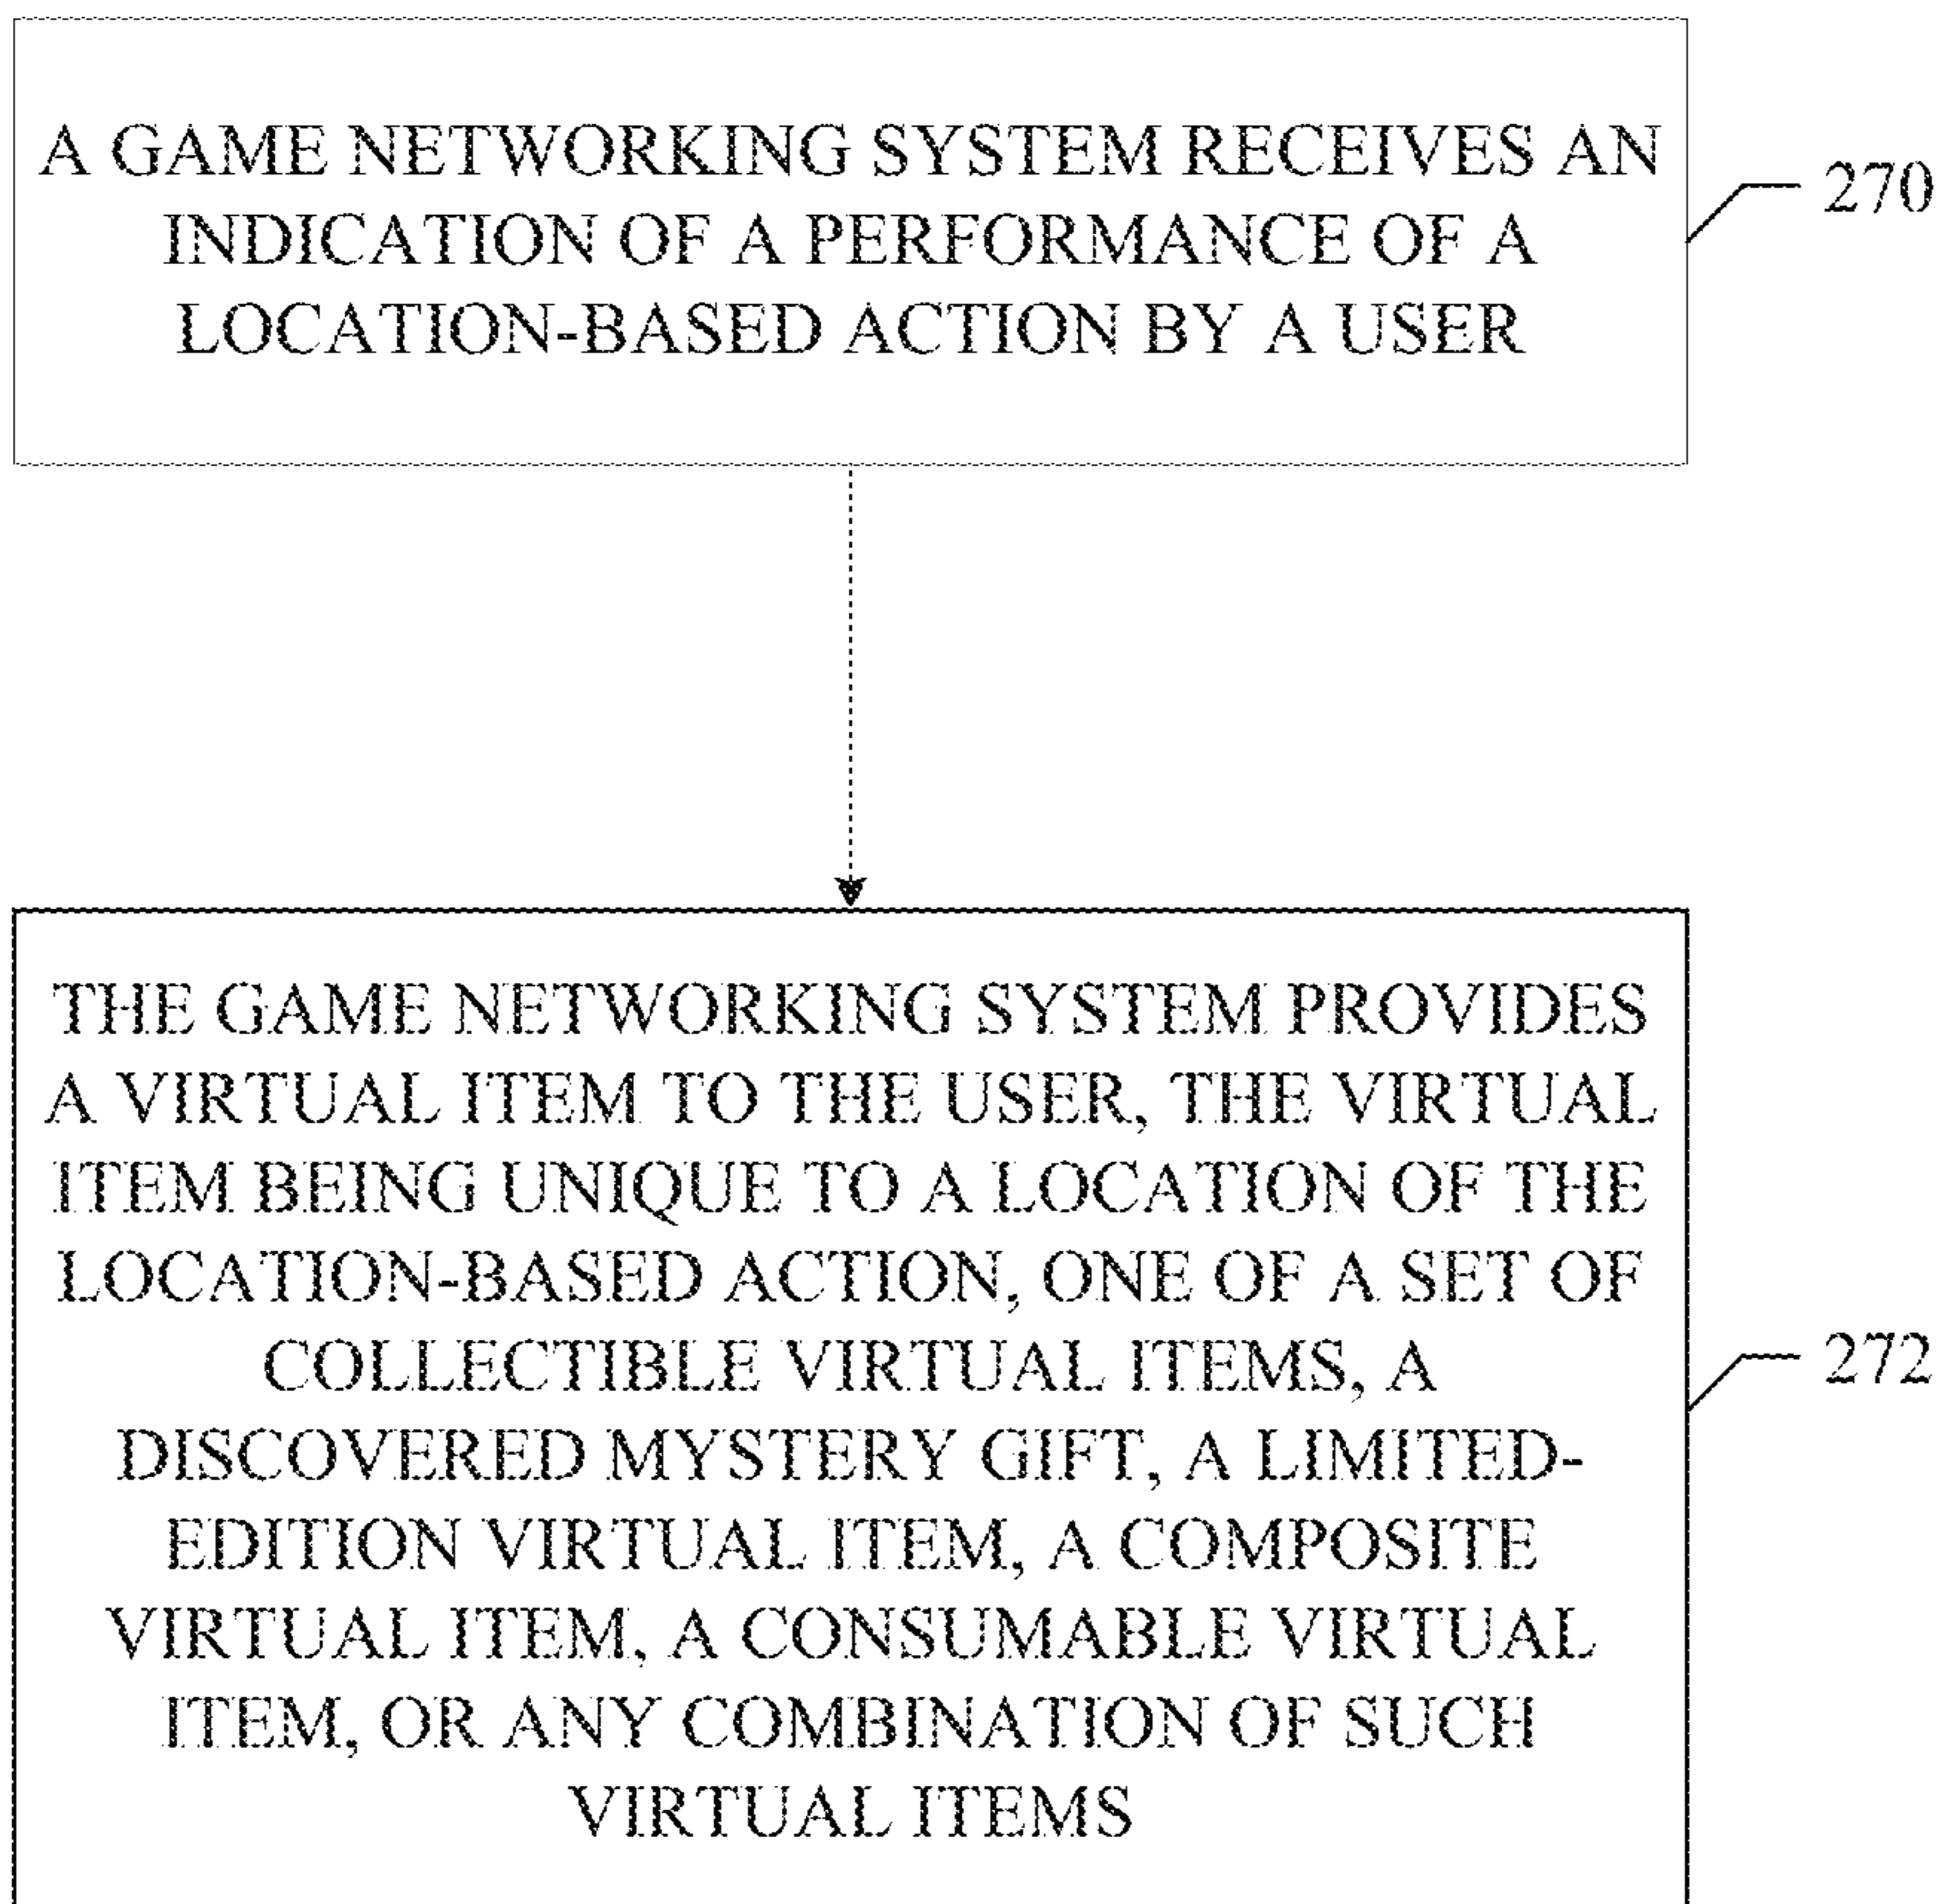 A GAME NETWORKING SYSTEM RECEIVES AN
INDICATION OF A PERFORMANCE OF A
LOCATION-BASED ACTION BY A USER
270
THE GAME NETWORKING SYSTEM PROVIDES
A VIRTUAL ITEM TO THE USER, THE VIRTUAL
ITEM BEING UNIQUE TO A LOCATION OF THE
LOCATION-BASED ACTION, ONE OF A SET OF
COLLECTIBLE VIRTUAL ITEMS, A
DISCOVERED MYSTERY GIFT, A LIMITED-
EDITION VIRTUAL ITEM, A COMPOSITE
VIRTUAL ITEM, A CONSUMABLE VIRTUAL
ITEM, OR ANY COMBINATION OF SUCH
VIRTUAL ITEMS
272